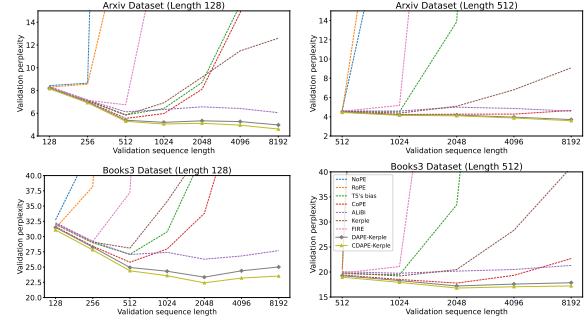 Arxiv Dataset (Length 128)
Validation perplexity
14
12
10
8
6
4
128 256 512 1024 2048 4096 8192
Validation sequence length
Arxiv Dataset (Length 512)
Validation perplexity
14
12
10
8
6
4
2
512 1024 2048 4096 8192
Validation sequence length
Books3 Dataset (Length 128)
Validation perplexity
40.0
37.5
35.0
32.5
30.0
27.5
25.0
22.5
20.0
128 256 512 1024 2048 4096 8192
Validation sequence length
Books3 Dataset (Length 512)
Validation perplexity
40
35
30
25
20
15
NoPE
RoPE
T5's bias
CoPE
ALiBi
Kerple
FIRE
DAPE-Kerple
CDAPE-Kerple
512 1024 2048 4096 8192
Validation sequence length